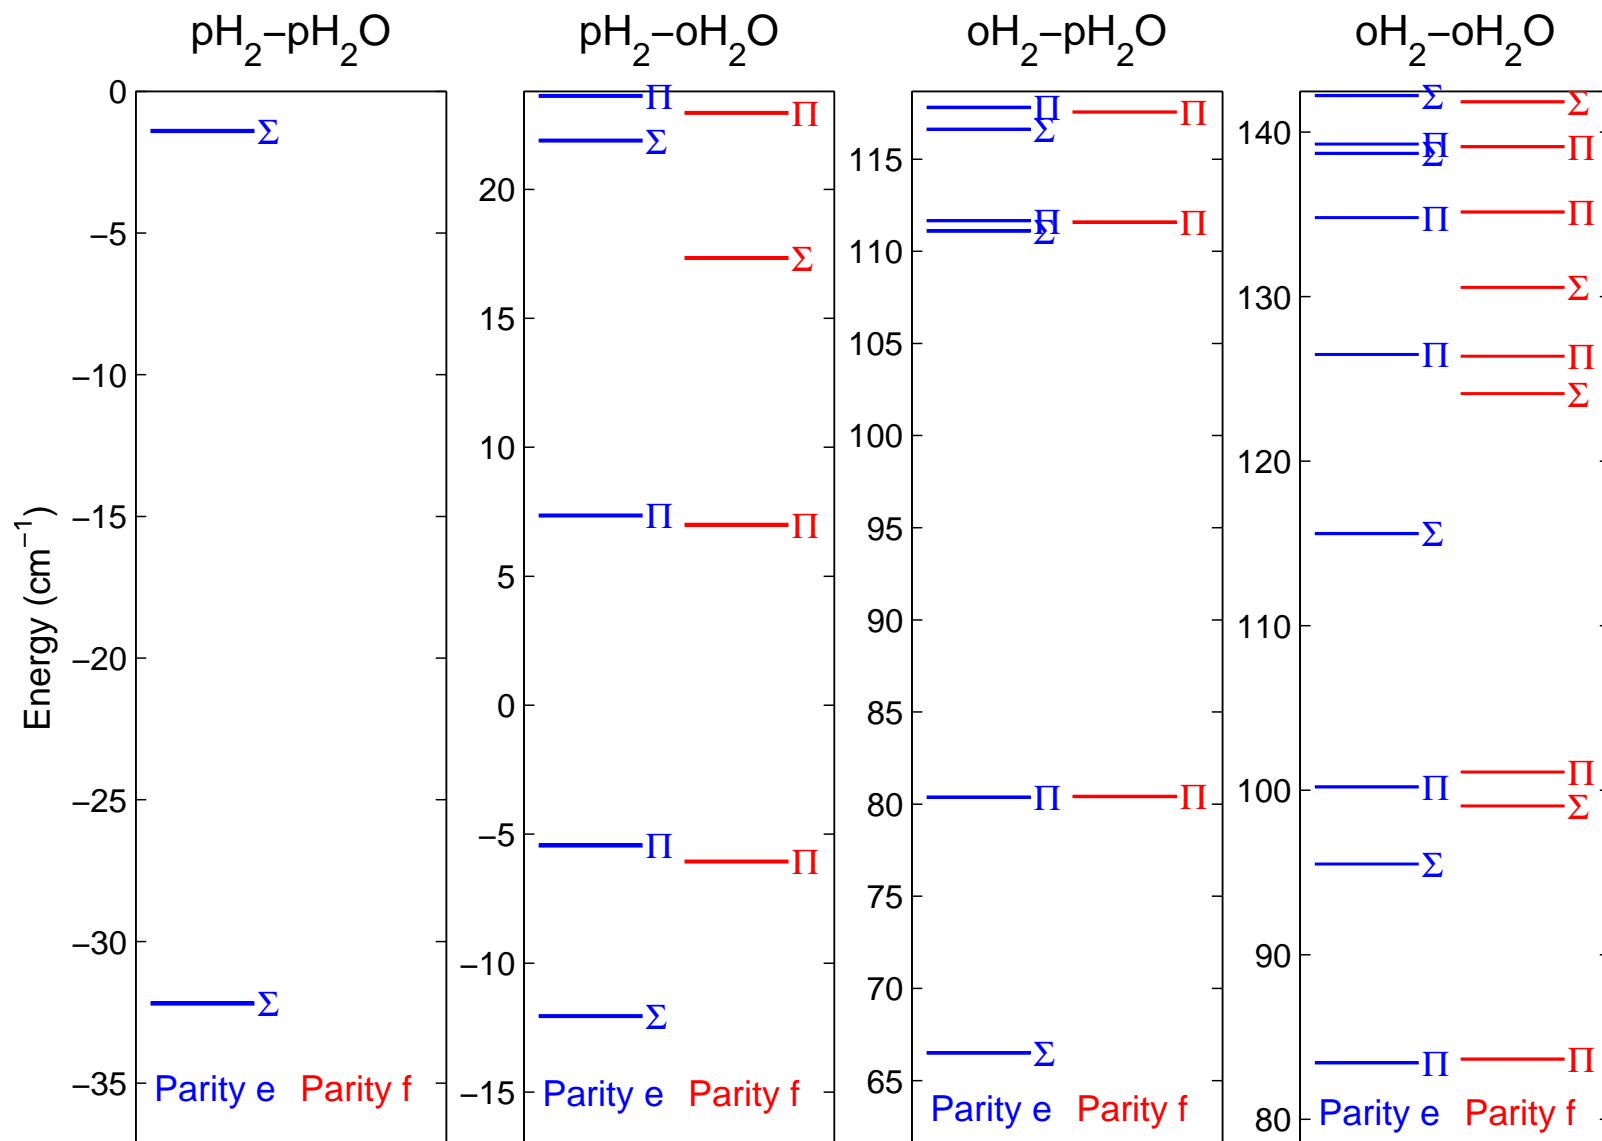 pH2–pH2O
pH2–oH2O
oH2–pH2O
oH2–oH2O
Energy (cm−1)
0
−5
−10
−15
−20
−25
−30
−35
Σ
Σ
Parity e
Parity f
20
15
10
5
0
−5
−10
−15
Π
Π
Σ
Σ
Π
Π
Π
Π
Σ
Parity e
Parity f
115
110
105
100
95
90
85
80
75
70
65
Π
Π
Σ
Π
Π
Σ
Π
Π
Σ
Parity e
Parity f
140
130
120
110
100
90
80
Σ
Σ
Π
Π
Σ
Π
Π
Σ
Π
Π
Σ
Σ
Π
Π
Σ
Σ
Π
Π
Parity e
Parity f